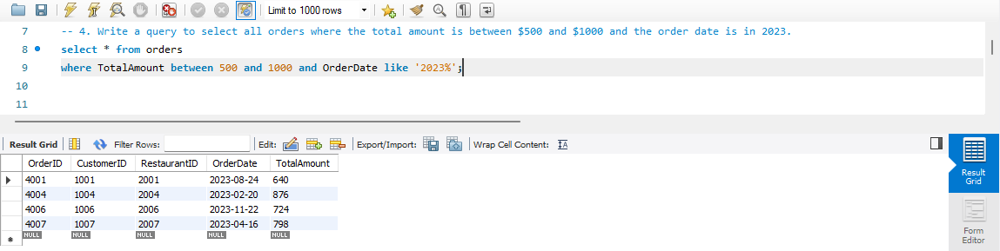 Limit to 1000 rows
7 -- 4. Write a query to select all orders where the total amount is between $500 and $1000 and the order date is in 2023.
8 select * from orders
9 where TotalAmount between 500 and 1000 and OrderDate like '2023%';
10
11
Result Grid Filter Rows: Edit: Export/Import: Wrap Cell Content:
OrderID CustomerID RestaurantID OrderDate TotalAmount
4001 1001 2001 2023-08-24 640
4004 1004 2004 2023-02-20 876
4006 1006 2006 2023-11-22 724
4007 1007 2007 2023-04-16 798
NULL NULL NULL NULL NULL
Result
Grid
Form
Editor